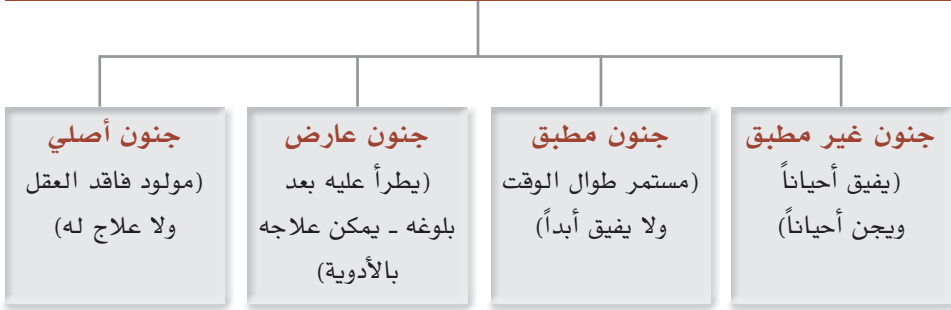 جنون غير مطبق
(يفيق أحياناً
ويجن أحياناً)
جنون مطبق
(مستمر طوال الوقت
ولا يفيق أبداً)
جنون عارض
(يطرأ عليه بعد
بلوغه ـ يمكن علاجه
بالأدوية)
جنون أصلي
(مولود فاقد العقل
ولا علاج له)